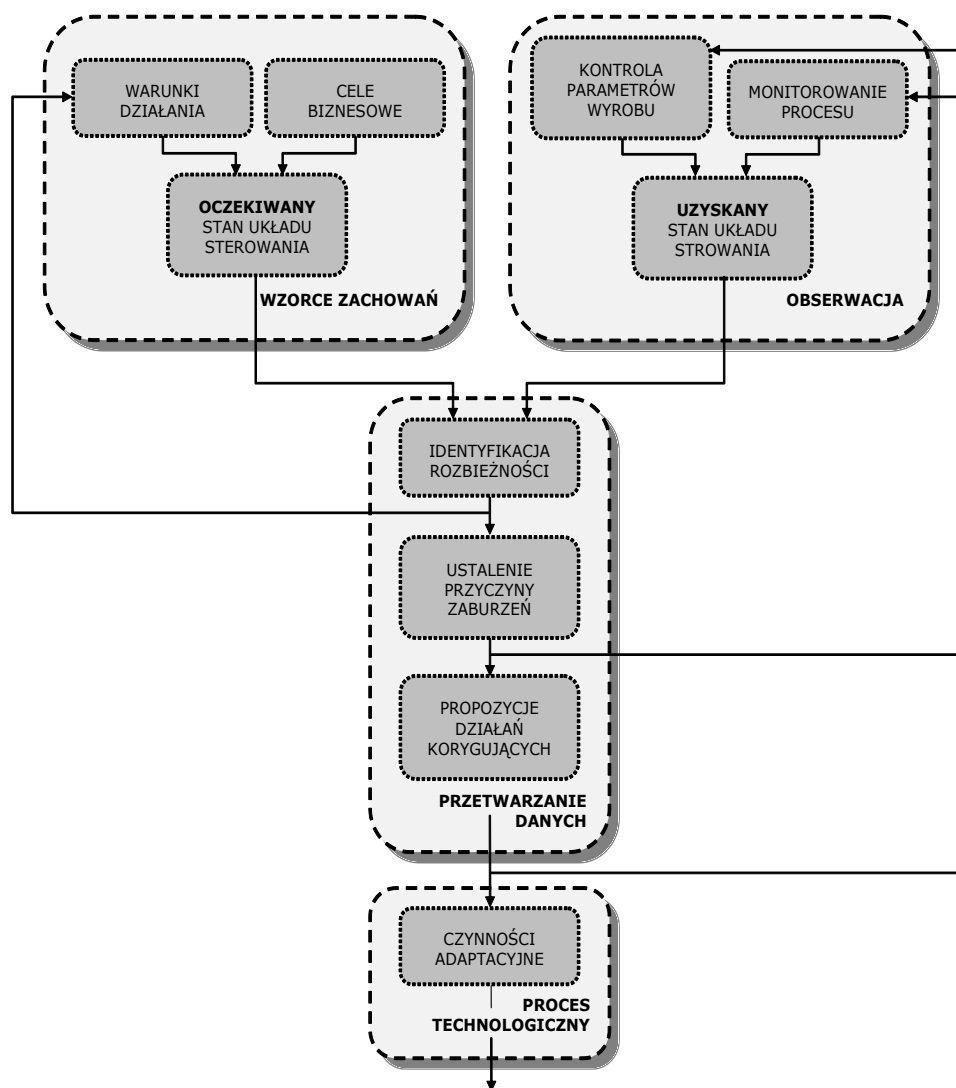 WARUNKI
DZIAŁANIA
CELE
BIZNESOWE
OCZEKIWANY
STAN UKŁADU
STEROWANIA
WZORCE ZACHOWAŃ
KONTROLA
PARAMETRÓW
WYROBU
MONITOROWANIE
PROCESU
UZYSKANY
STAN UKŁADU
STROWANIA
OBSERWACJA
IDENTYFIKACJA
ROZBIEŻNOŚCI
USTALENIE
PRZYCZYNY
ZABURZEŃ
PROPOZYCJE
DZIAŁAŃ
KORYGUJĄCYCH
PRZETWARZANIE
DANYCH
CZYNNOŚCI
ADAPTACYJNE
PROCES
TECHNOLOGICZNY